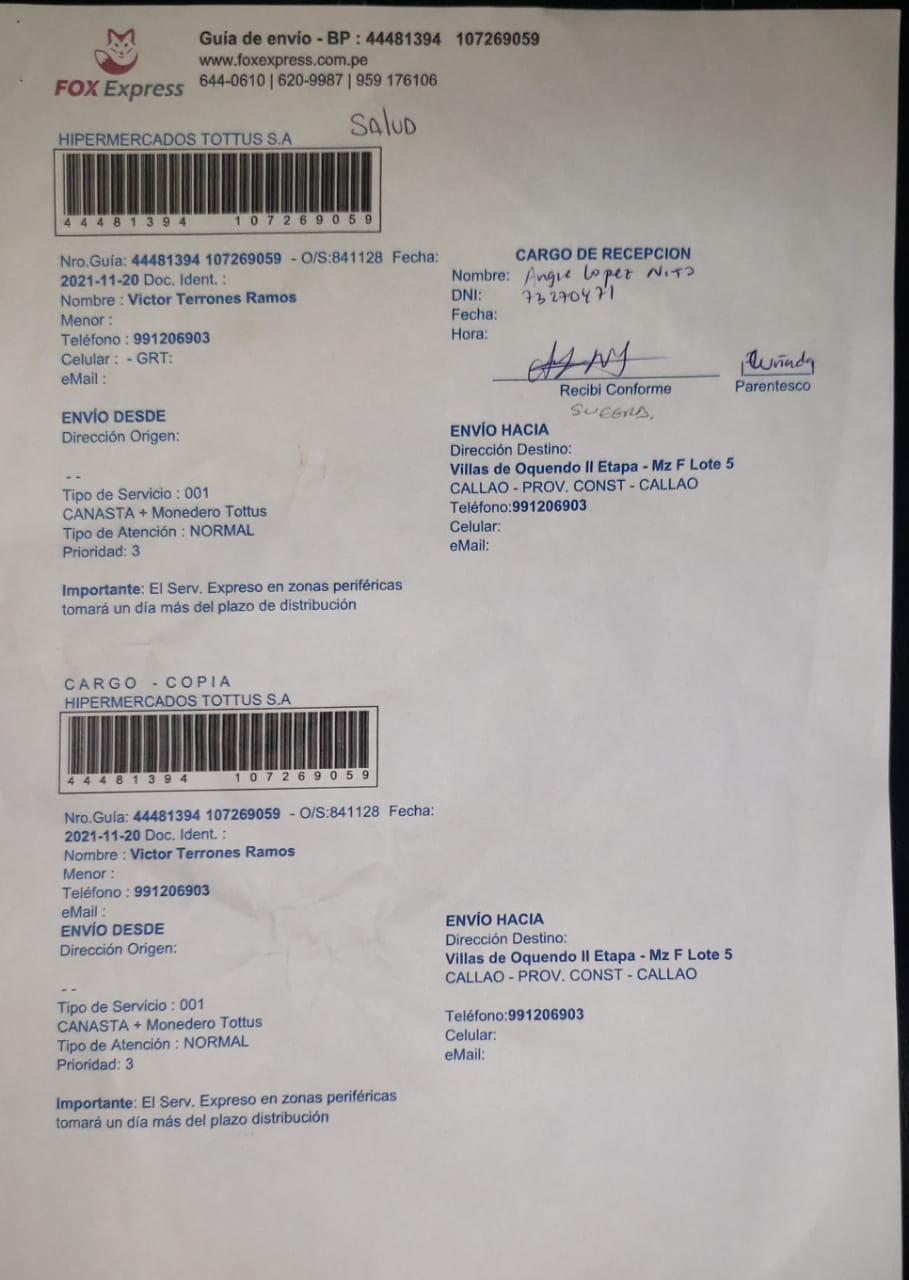 FOX Express
Guía de envío - BP : 44481394 107269059
www.foxexpress.com.pe
644-0610 | 620-9987 | 959 176106
SALUD
HIPERMERCADOS TOTTUS S.A
44481394 107269059
Nro.Guía: 44481394 107269059 - O/S:841128 Fecha:
2021-11-20 Doc. Ident. :
Nombre : Victor Terrones Ramos
Menor :
Teléfono : 991206903
Celular : - GRT:
eMail :
CARGO DE RECEPCION
Nombre: Angie Lopez
DNI: 73270471
Fecha:
Hora:
Recibi Conforme
Parentesco
SUEGRA.
ENVÍO DESDE
Dirección Origen:
- -
Tipo de Servicio : 001
CANASTA + Monedero Tottus
Tipo de Atención : NORMAL
Prioridad: 3
ENVÍO HACIA
Dirección Destino:
Villas de Oquendo II Etapa - Mz F Lote 5
CALLAO - PROV. CONST - CALLAO
Teléfono:991206903
Celular:
eMail:
Importante: El Serv. Expreso en zonas periféricas
tomará un día más del plazo de distribución
CARGO - COPIA
HIPERMERCADOS TOTTUS S.A
44481394 107269059
Nro.Guía: 44481394 107269059 - O/S:841128 Fecha:
2021-11-20 Doc. Ident. :
Nombre : Victor Terrones Ramos
Menor :
Teléfono : 991206903
eMail :
ENVÍO DESDE
Dirección Origen:
- -
Tipo de Servicio : 001
CANASTA + Monedero Tottus
Tipo de Atención : NORMAL
Prioridad: 3
ENVÍO HACIA
Dirección Destino:
Villas de Oquendo II Etapa - Mz F Lote 5
CALLAO - PROV. CONST - CALLAO
Teléfono:991206903
Celular:
eMail:
Importante: El Serv. Expreso en zonas periféricas
tomará un día más del plazo distribución